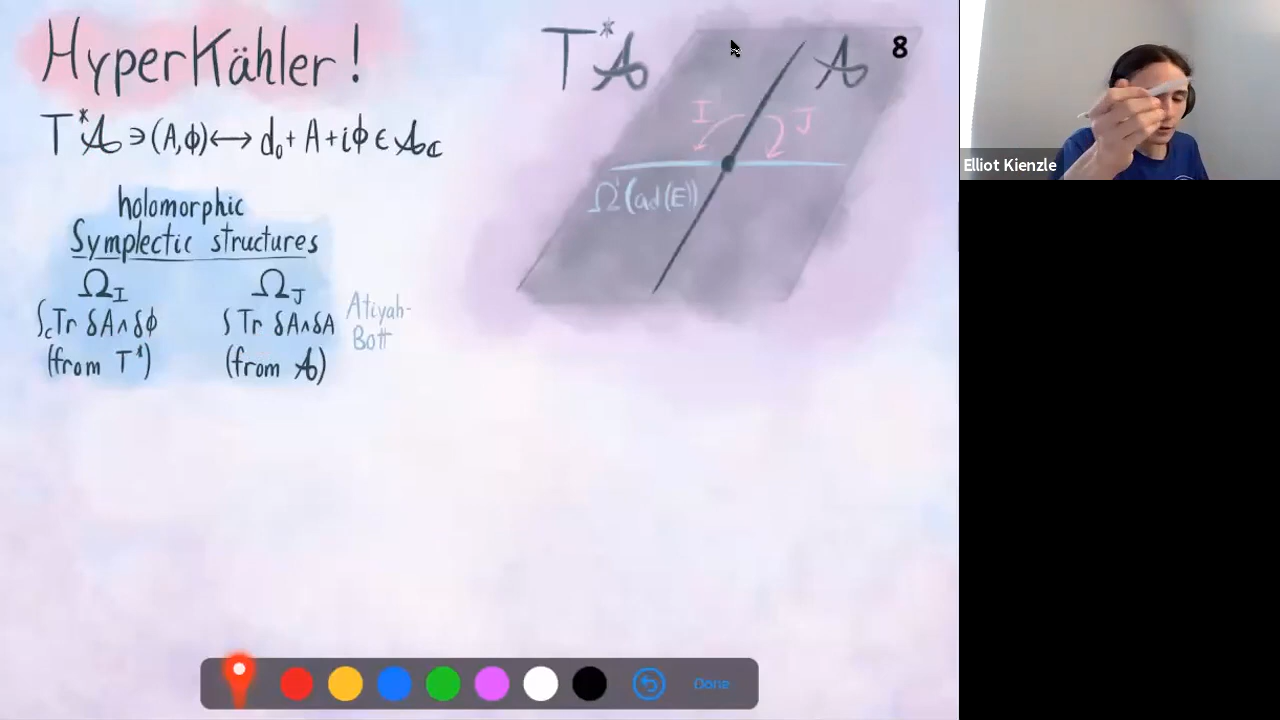 HyperKähler!
T*𝒜 ∋ (A,ϕ) ⟷ d₀ + A + iϕ ∈ 𝒜_ℂ
holomorphic
Symplectic structures
Ω_I Ω_J
∫_C Tr δA ∧ δϕ ∫ Tr δA ∧ δA Atiyah-
Bott
(from T*) (from 𝒜)
T*𝒜
𝒜
8
I J
Ω¹(ad(E))
Elliot Kienzle
Done